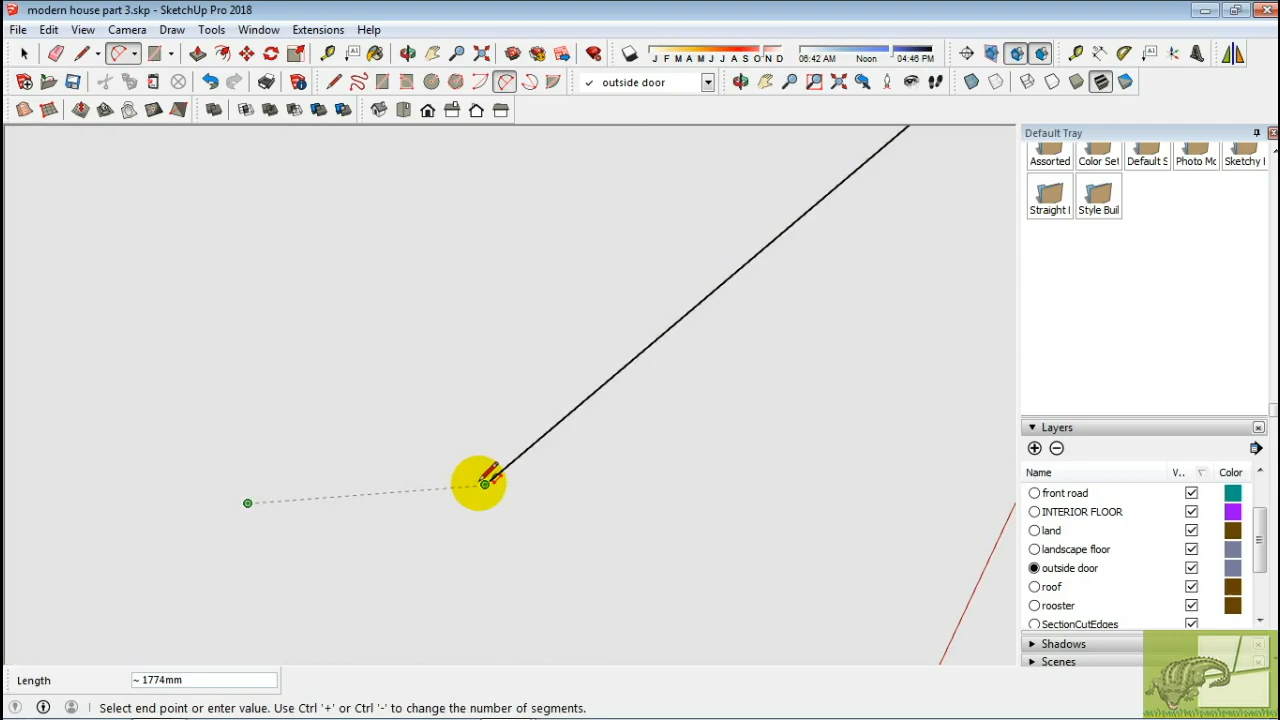 modern house part 3.skp - SketchUp Pro 2018
File Edit View Camera Draw Tools Window Extensions Help
J F M A M J J A S O N D 06:42 AM Noon 04:46 PM
outside door
Default Tray
Assorted Color Set Default S Photo Mo Sketchy I
Straight l Style Buil
Layers
Name V.. Color
front road
INTERIOR FLOOR
land
landscape floor
outside door
roof
rooster
SectionCutEdges
Shadows
Scenes
Length ~ 1774mm
Select end point or enter value. Use Ctrl '+' or Ctrl '-' to change the number of segments.